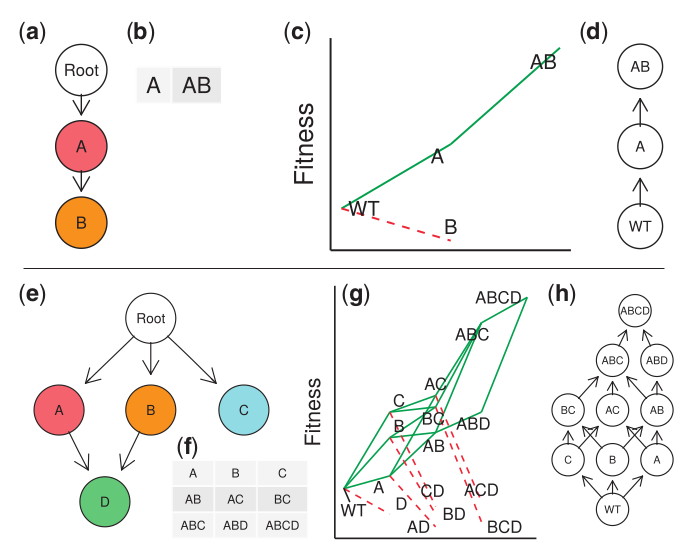 (a)
Root
A
B
(b)
A AB
(c)
Fitness
AB
A
WT
B
(d)
AB
A
WT
(e)
Root
A B C
D
(f)
A B C
AB AC BC
ABC ABD ABCD
(g)
Fitness
ABCD
ABC
AC
C
BC
ABD
B
AB
A
CD
ACD
WT
D
BD
AD
BCD
(h)
ABCD
ABC ABD
BC AC AB
C B A
WT